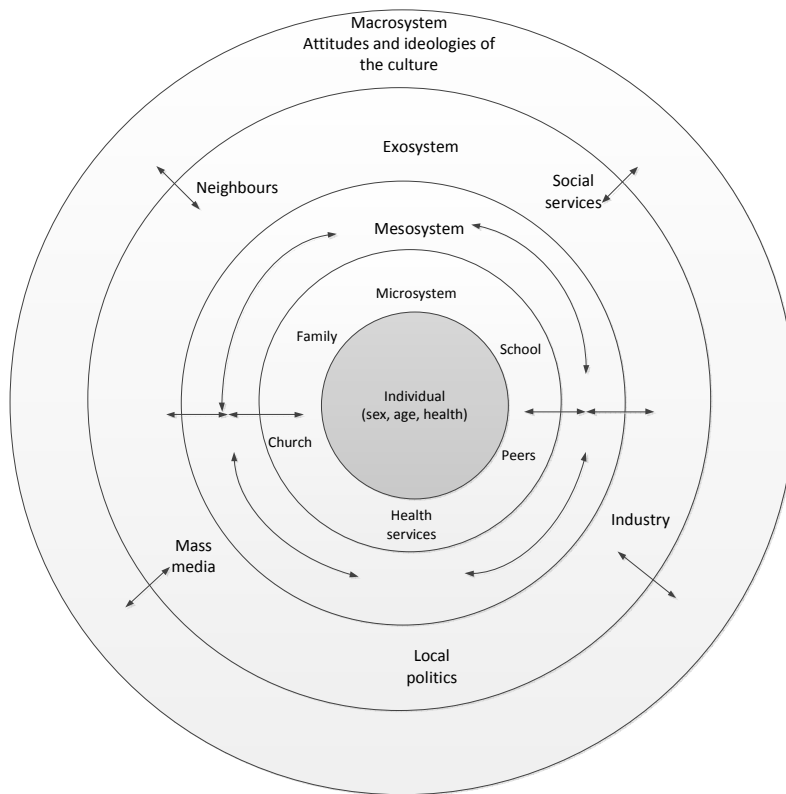 Macrosystem
Attitudes and ideologies of
the culture
Exosystem
Neighbours
Social
services
Mesosystem
Microsystem
Family
School
Individual
(sex, age, health)
Church
Peers
Health
services
Industry
Mass
media
Local
politics